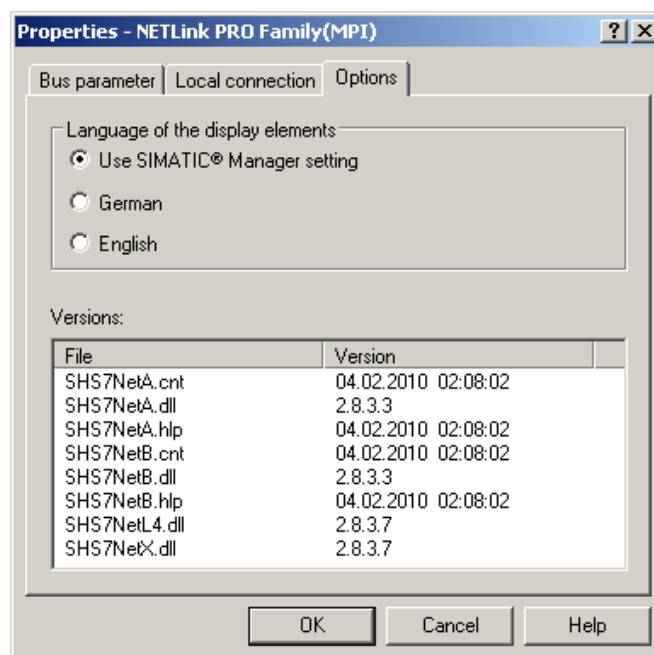 Properties - NETLink PRO Family(MPI)
Bus parameter Local connection Options
Language of the display elements
Use SIMATIC® Manager setting
German
English
Versions:
File Version
SHS7NetA.cnt 04.02.2010 02:08:02
SHS7NetA.dll 2.8.3.3
SHS7NetA.hlp 04.02.2010 02:08:02
SHS7NetB.cnt 04.02.2010 02:08:02
SHS7NetB.dll 2.8.3.3
SHS7NetB.hlp 04.02.2010 02:08:02
SHS7NetL4.dll 2.8.3.7
SHS7NetX.dll 2.8.3.7
OK Cancel Help